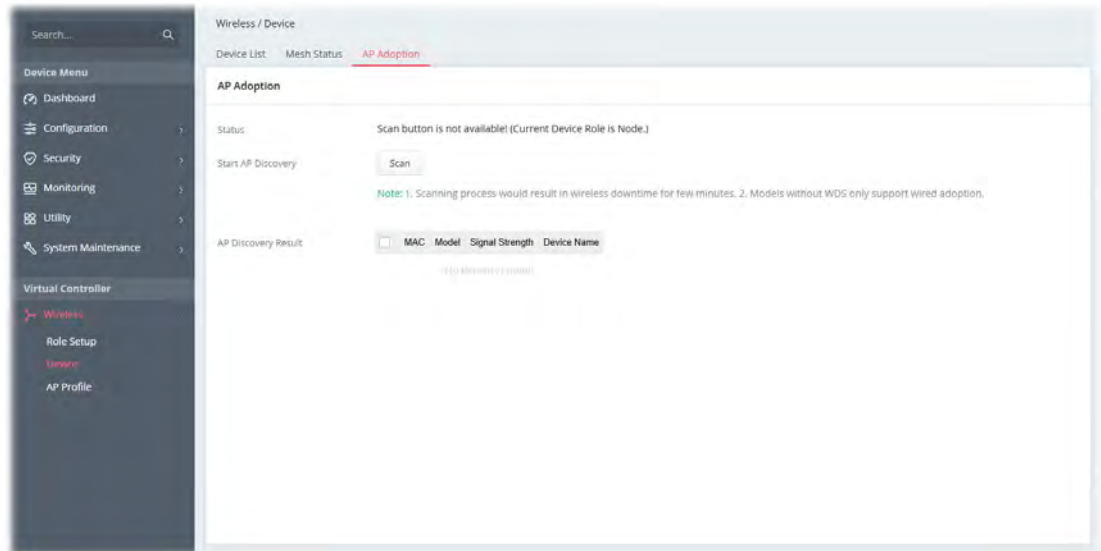 Search...
Device Menu
Dashboard
Configuration
Security
Monitoring
Utility
System Maintenance
Virtual Controller
Wireless
Role Setup
Device
AP Profile
Wireless / Device
Device List Mesh Status AP Adoption
AP Adoption
Status Scan button is not available! (Current Device Role is Node.)
Start AP Discovery Scan
Note: 1. Scanning process would result in wireless downtime for few minutes. 2. Models without WDS only support wired adoption.
AP Discovery Result MAC Model Signal Strength Device Name